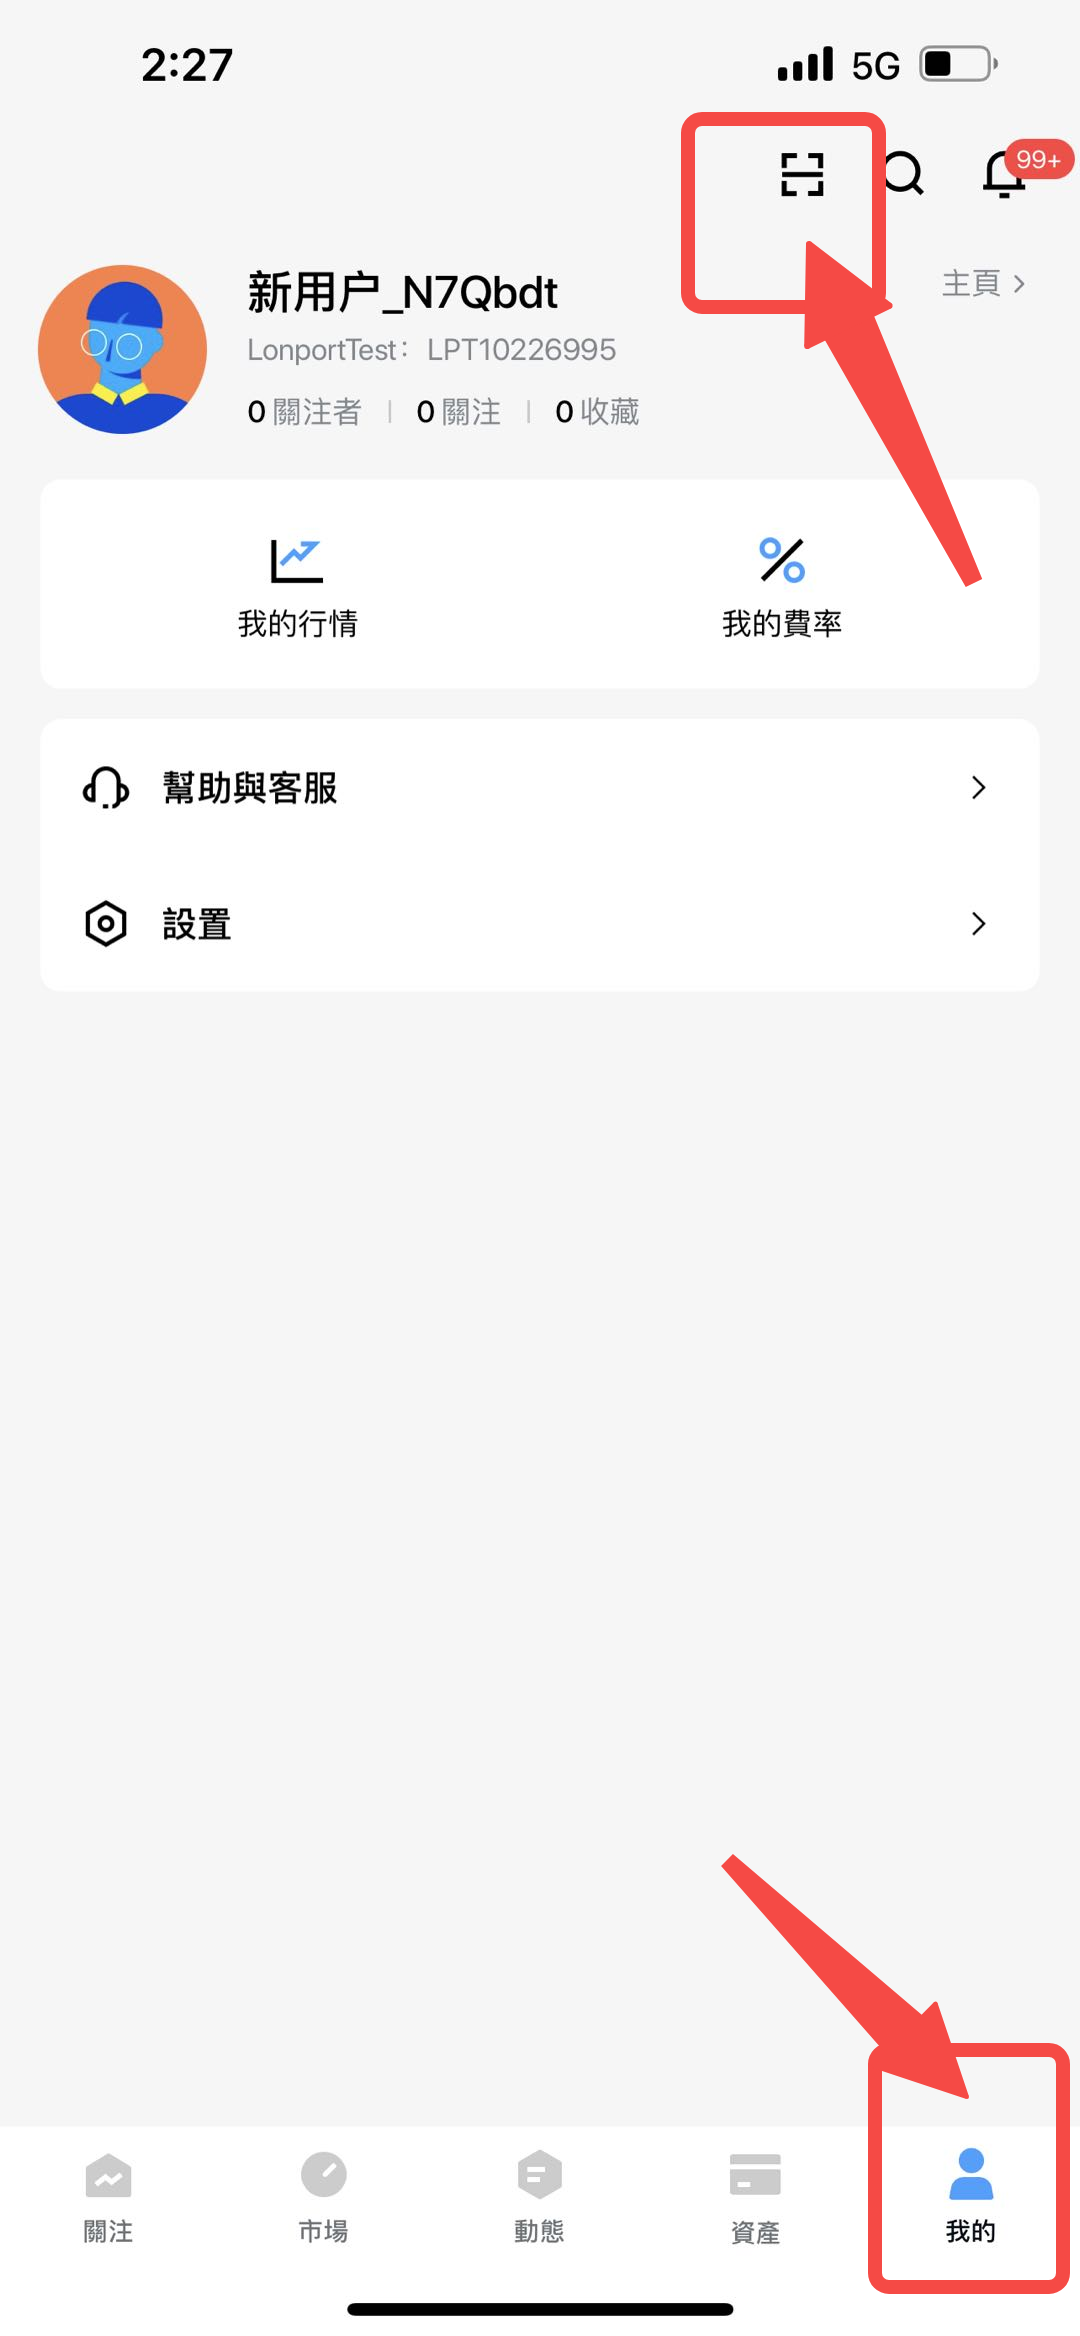 2:27 5G
99+
新用户_N7Qbdt
主頁
LonportTest：LPT10226995
0 關注者 0 關注 0 收藏
我的行情 我的費率
幫助與客服
設置
關注 市場 動態 資產 我的